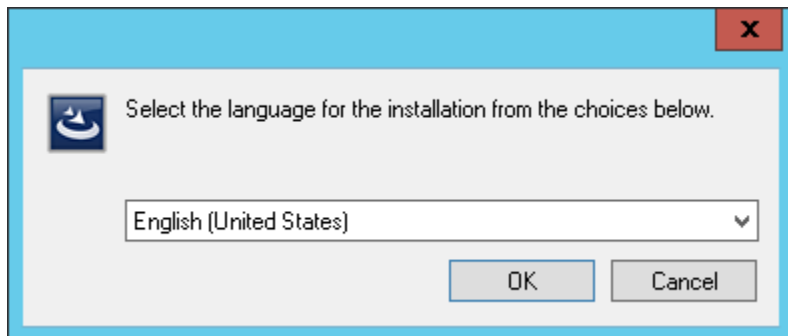 Select the language for the installation from the choices below.
English (United States)
OK
Cancel